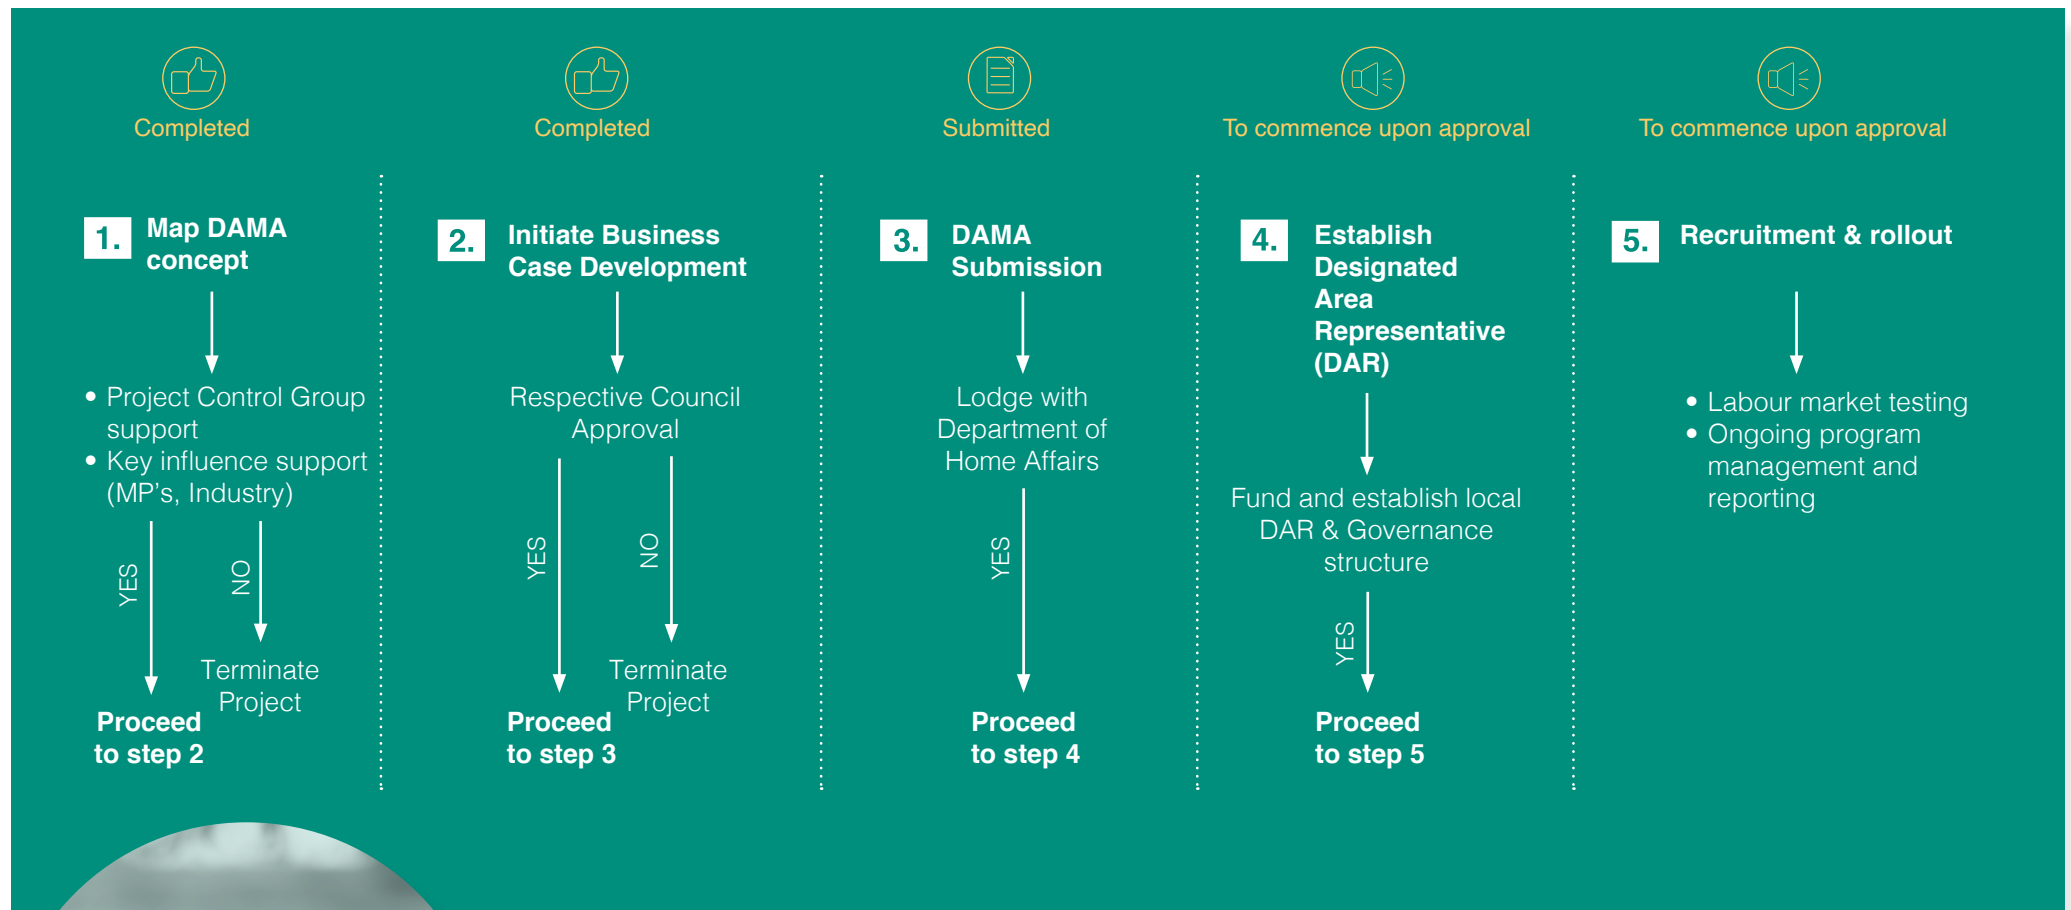 Completed
Completed
Submitted
To commence upon approval
To commence upon approval
1.
Map DAMA
concept
• Project Control Group
support
• Key influence support
(MP's, Industry)
YES
NO
Terminate
Project
Proceed
to step 2
2.
Initiate Business
Case Development
Respective Council
Approval
YES
NO
Terminate
Project
Proceed
to step 3
3.
DAMA
Submission
Lodge with
Department of
Home Affairs
YES
Proceed
to step 4
4.
Establish
Designated
Area
Representative
(DAR)
Fund and establish local
DAR & Governance
structure
YES
Proceed
to step 5
5.
Recruitment & rollout
• Labour market testing
• Ongoing program
management and
reporting